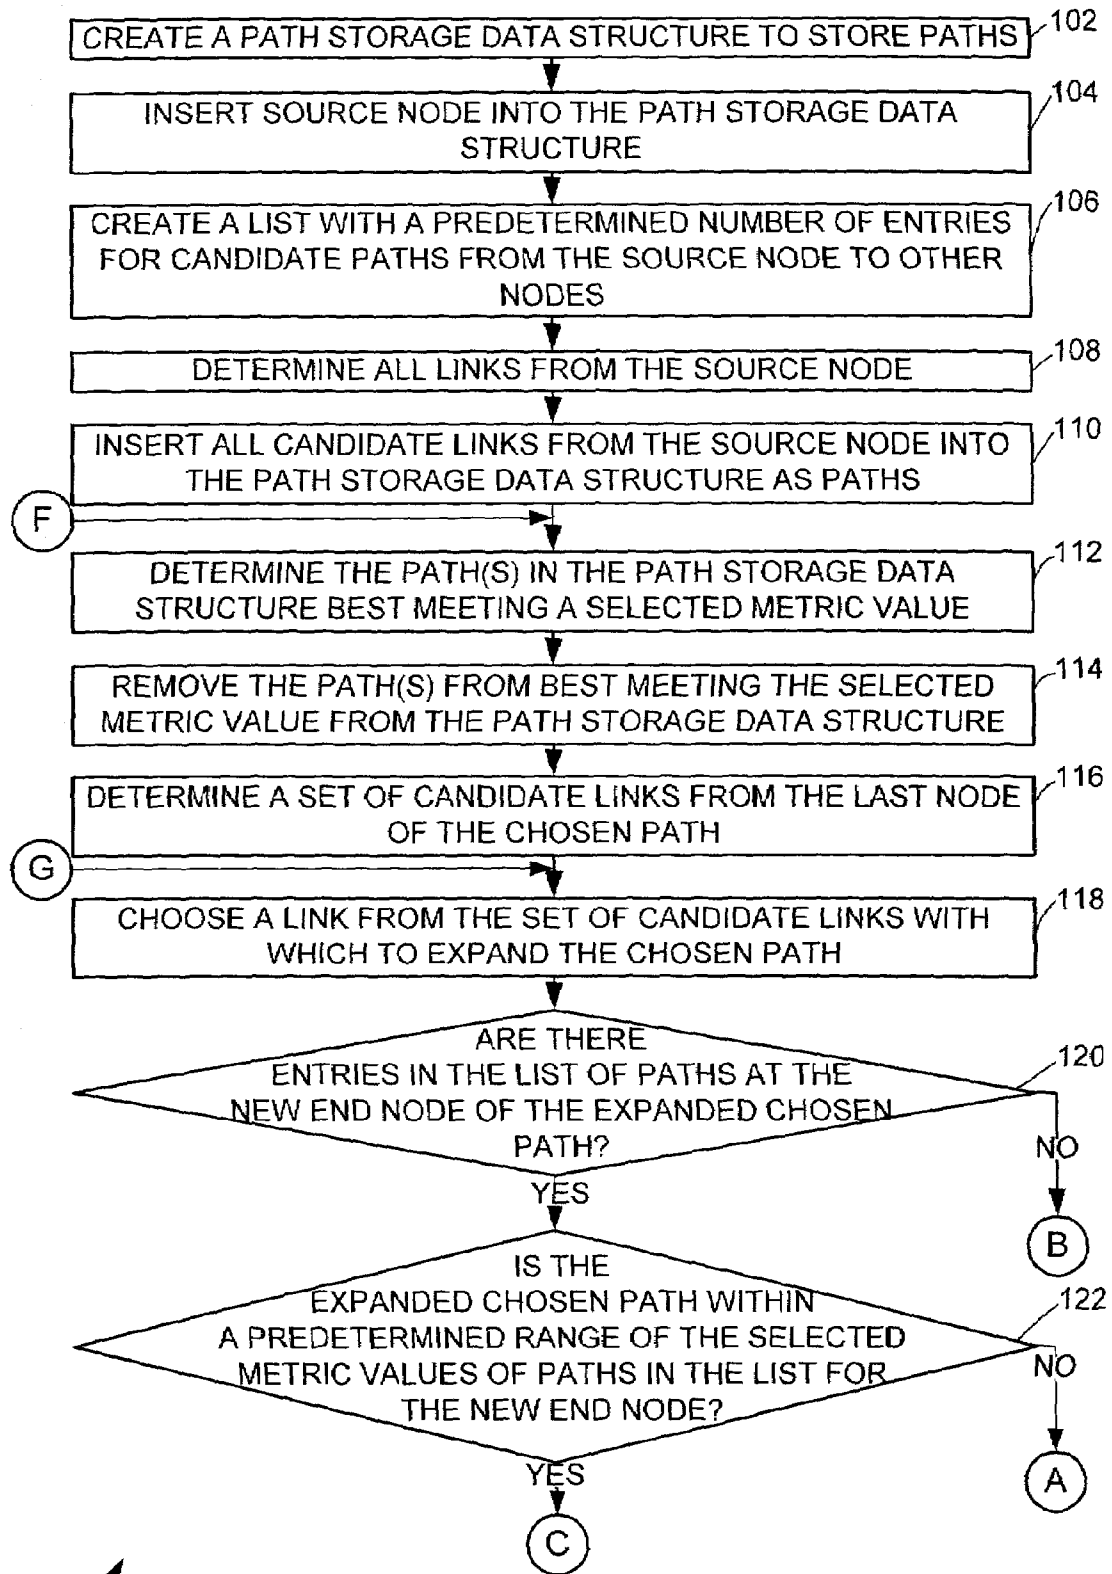 CREATE A PATH STORAGE DATA STRUCTURE TO STORE PATHS
102
INSERT SOURCE NODE INTO THE PATH STORAGE DATA
STRUCTURE
104
CREATE A LIST WITH A PREDETERMINED NUMBER OF ENTRIES
FOR CANDIDATE PATHS FROM THE SOURCE NODE TO OTHER
NODES
106
DETERMINE ALL LINKS FROM THE SOURCE NODE
108
INSERT ALL CANDIDATE LINKS FROM THE SOURCE NODE INTO
THE PATH STORAGE DATA STRUCTURE AS PATHS
110
F
DETERMINE THE PATH(S) IN THE PATH STORAGE DATA
STRUCTURE BEST MEETING A SELECTED METRIC VALUE
112
REMOVE THE PATH(S) FROM BEST MEETING THE SELECTED
METRIC VALUE FROM THE PATH STORAGE DATA STRUCTURE
114
DETERMINE A SET OF CANDIDATE LINKS FROM THE LAST NODE
OF THE CHOSEN PATH
116
G
CHOOSE A LINK FROM THE SET OF CANDIDATE LINKS WITH
WHICH TO EXPAND THE CHOSEN PATH
118
ARE THERE
ENTRIES IN THE LIST OF PATHS AT THE
NEW END NODE OF THE EXPANDED CHOSEN
PATH?
120
NO
YES
B
IS THE
EXPANDED CHOSEN PATH WITHIN
A PREDETERMINED RANGE OF THE SELECTED
METRIC VALUES OF PATHS IN THE LIST FOR
THE NEW END NODE?
122
NO
YES
A
C